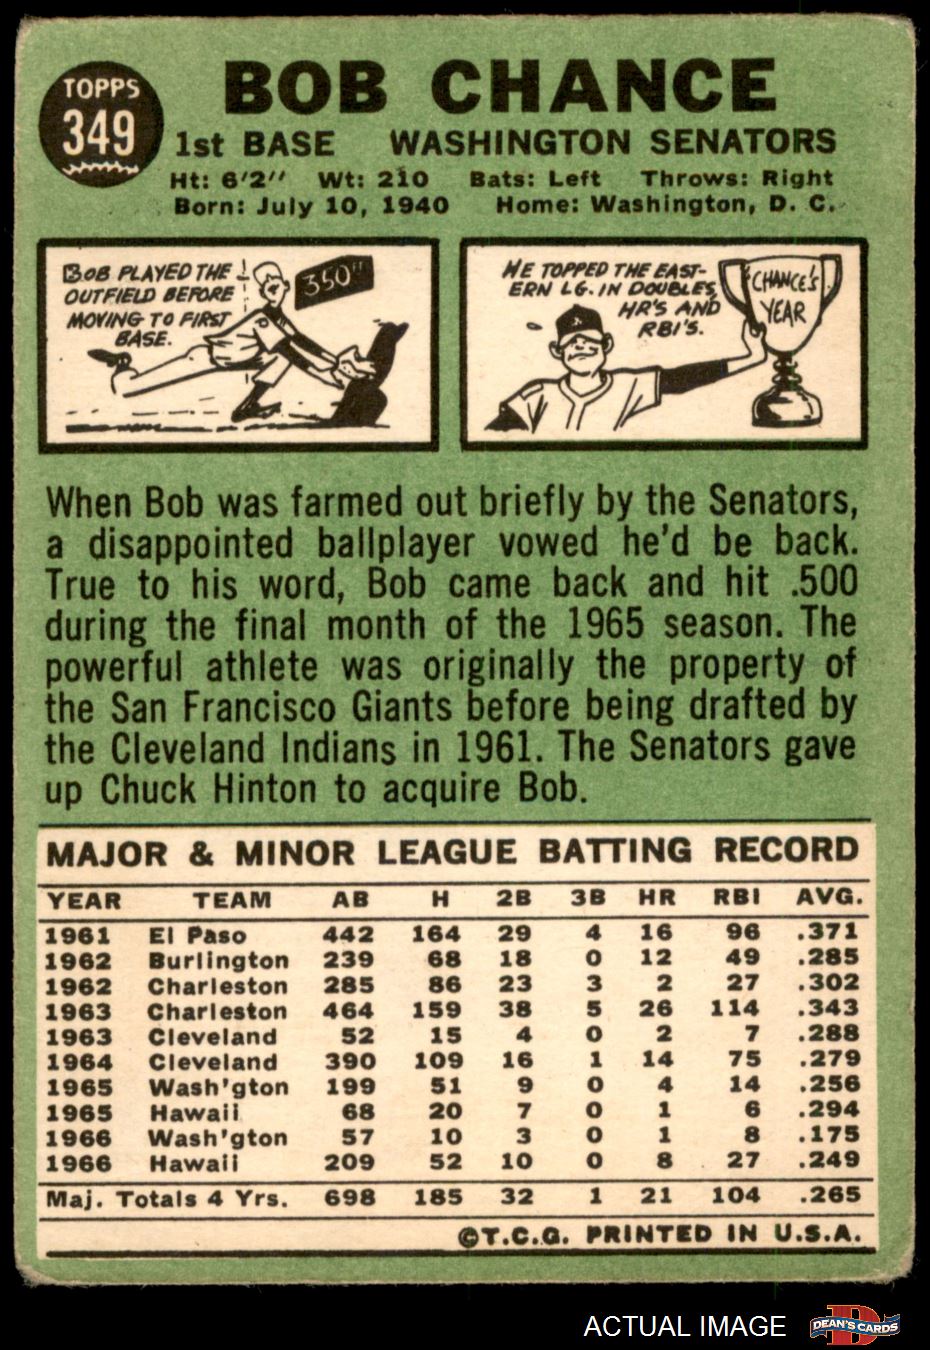 TOPPS
349
BOB CHANCE
1st BASE WASHINGTON SENATORS
Ht: 6'2" Wt: 210 Bats: Left Throws: Right
Born: July 10, 1940 Home: Washington, D. C.
BOB PLAYED THE
OUTFIELD BEFORE
MOVING TO FIRST
BASE.
350"
HE TOPPED THE EAST-
ERN LG. IN DOUBLES,
HR'S AND
RBI'S.
CHANCE'S
YEAR
When Bob was farmed out briefly by the Senators,
a disappointed ballplayer vowed he'd be back.
True to his word, Bob came back and hit .500
during the final month of the 1965 season. The
powerful athlete was originally the property of
the San Francisco Giants before being drafted by
the Cleveland Indians in 1961. The Senators gave
up Chuck Hinton to acquire Bob.
MAJOR & MINOR LEAGUE BATTING RECORD
YEAR TEAM AB H 2B 3B HR RBI AVG.
1961 El Paso 442 164 29 4 16 96 .371
1962 Burlington 239 68 18 0 12 49 .285
1962 Charleston 285 86 23 3 2 27 .302
1963 Charleston 464 159 38 5 26 114 .343
1963 Cleveland 52 15 4 0 2 7 .288
1964 Cleveland 390 109 16 1 14 75 .279
1965 Wash'gton 199 51 9 0 4 14 .256
1965 Hawaii 68 20 7 0 1 6 .294
1966 Wash'gton 57 10 3 0 1 8 .175
1966 Hawaii 209 52 10 0 8 27 .249
Maj. Totals 4 Yrs. 698 185 32 1 21 104 .265
©T.C.G. PRINTED IN U.S.A.
ACTUAL IMAGE
D
DEAN'S CARDS